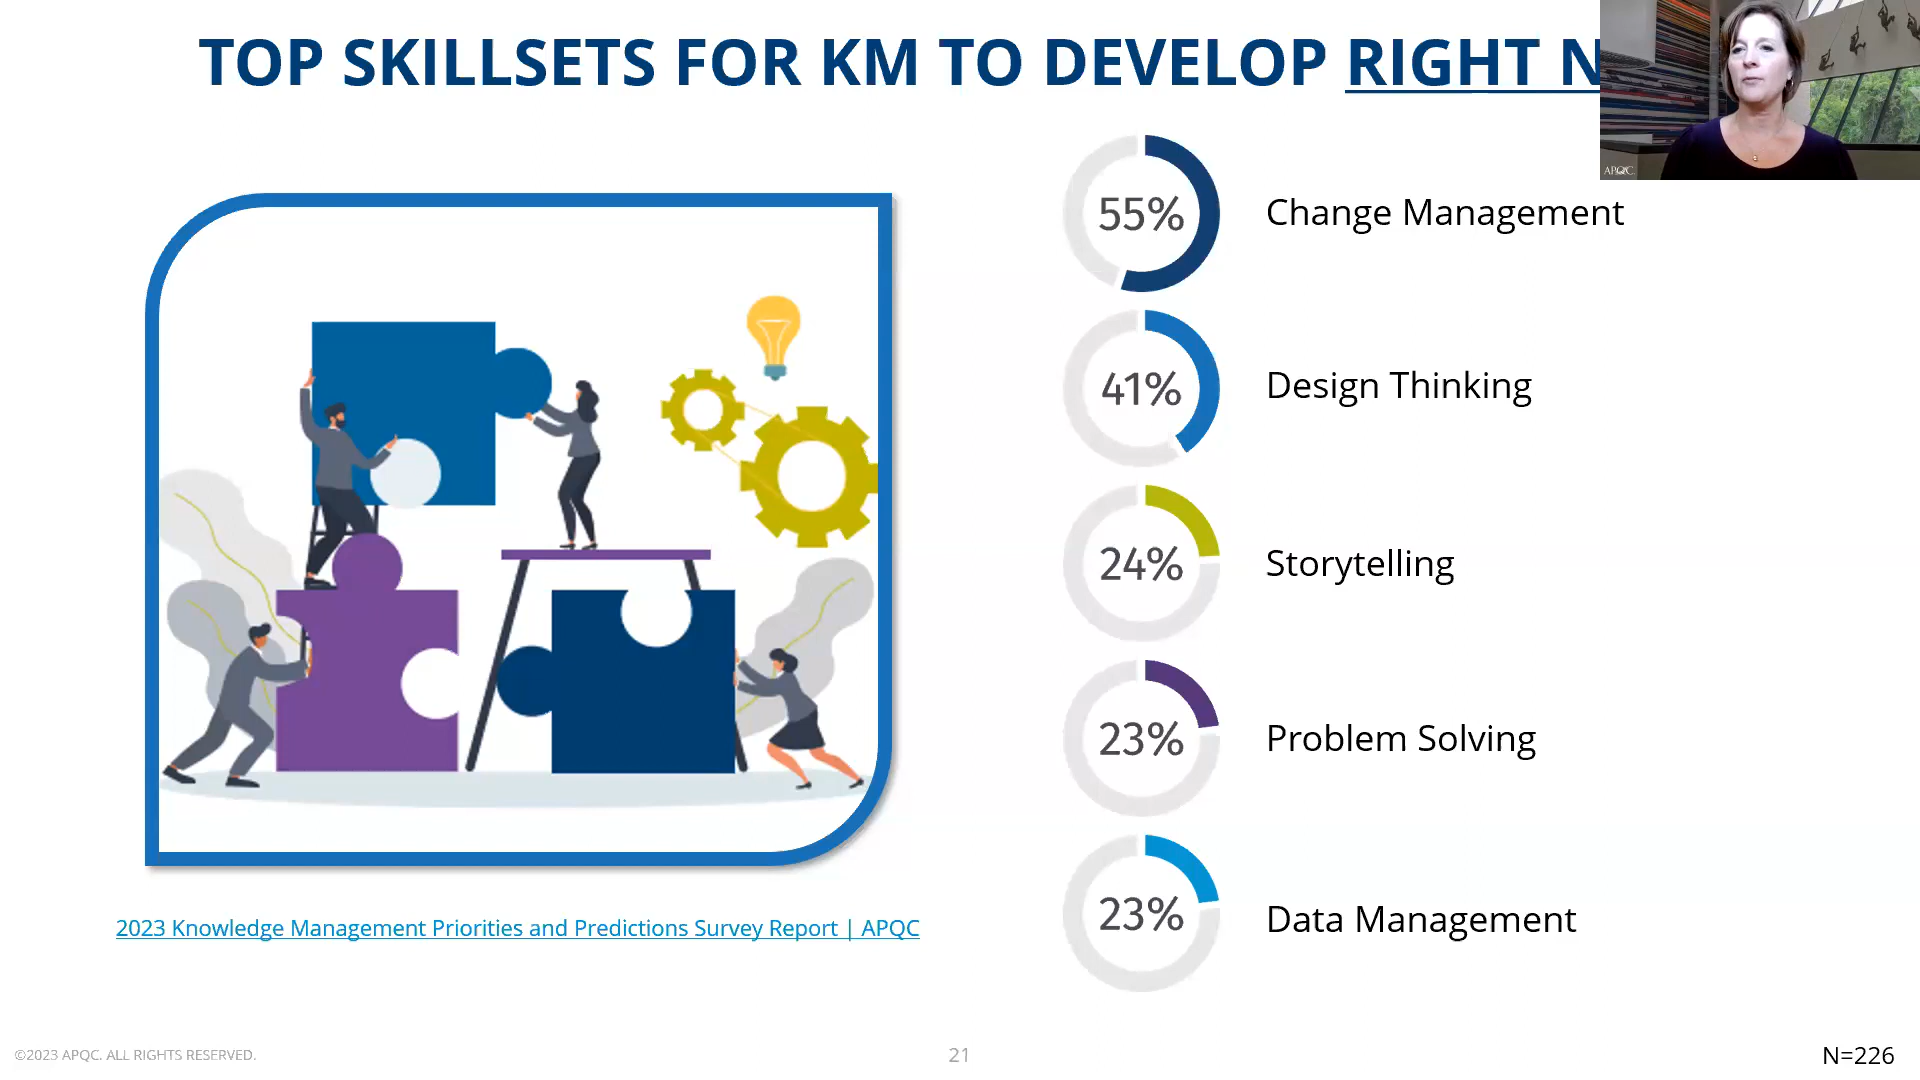 TOP SKILLSETS FOR KM TO DEVELOP RIGHT N
APQC
55%
Change Management
41%
Design Thinking
24%
Storytelling
23%
Problem Solving
23%
Data Management
2023 Knowledge Management Priorities and Predictions Survey Report | APQC
©2023 APQC. ALL RIGHTS RESERVED.
21
N=226